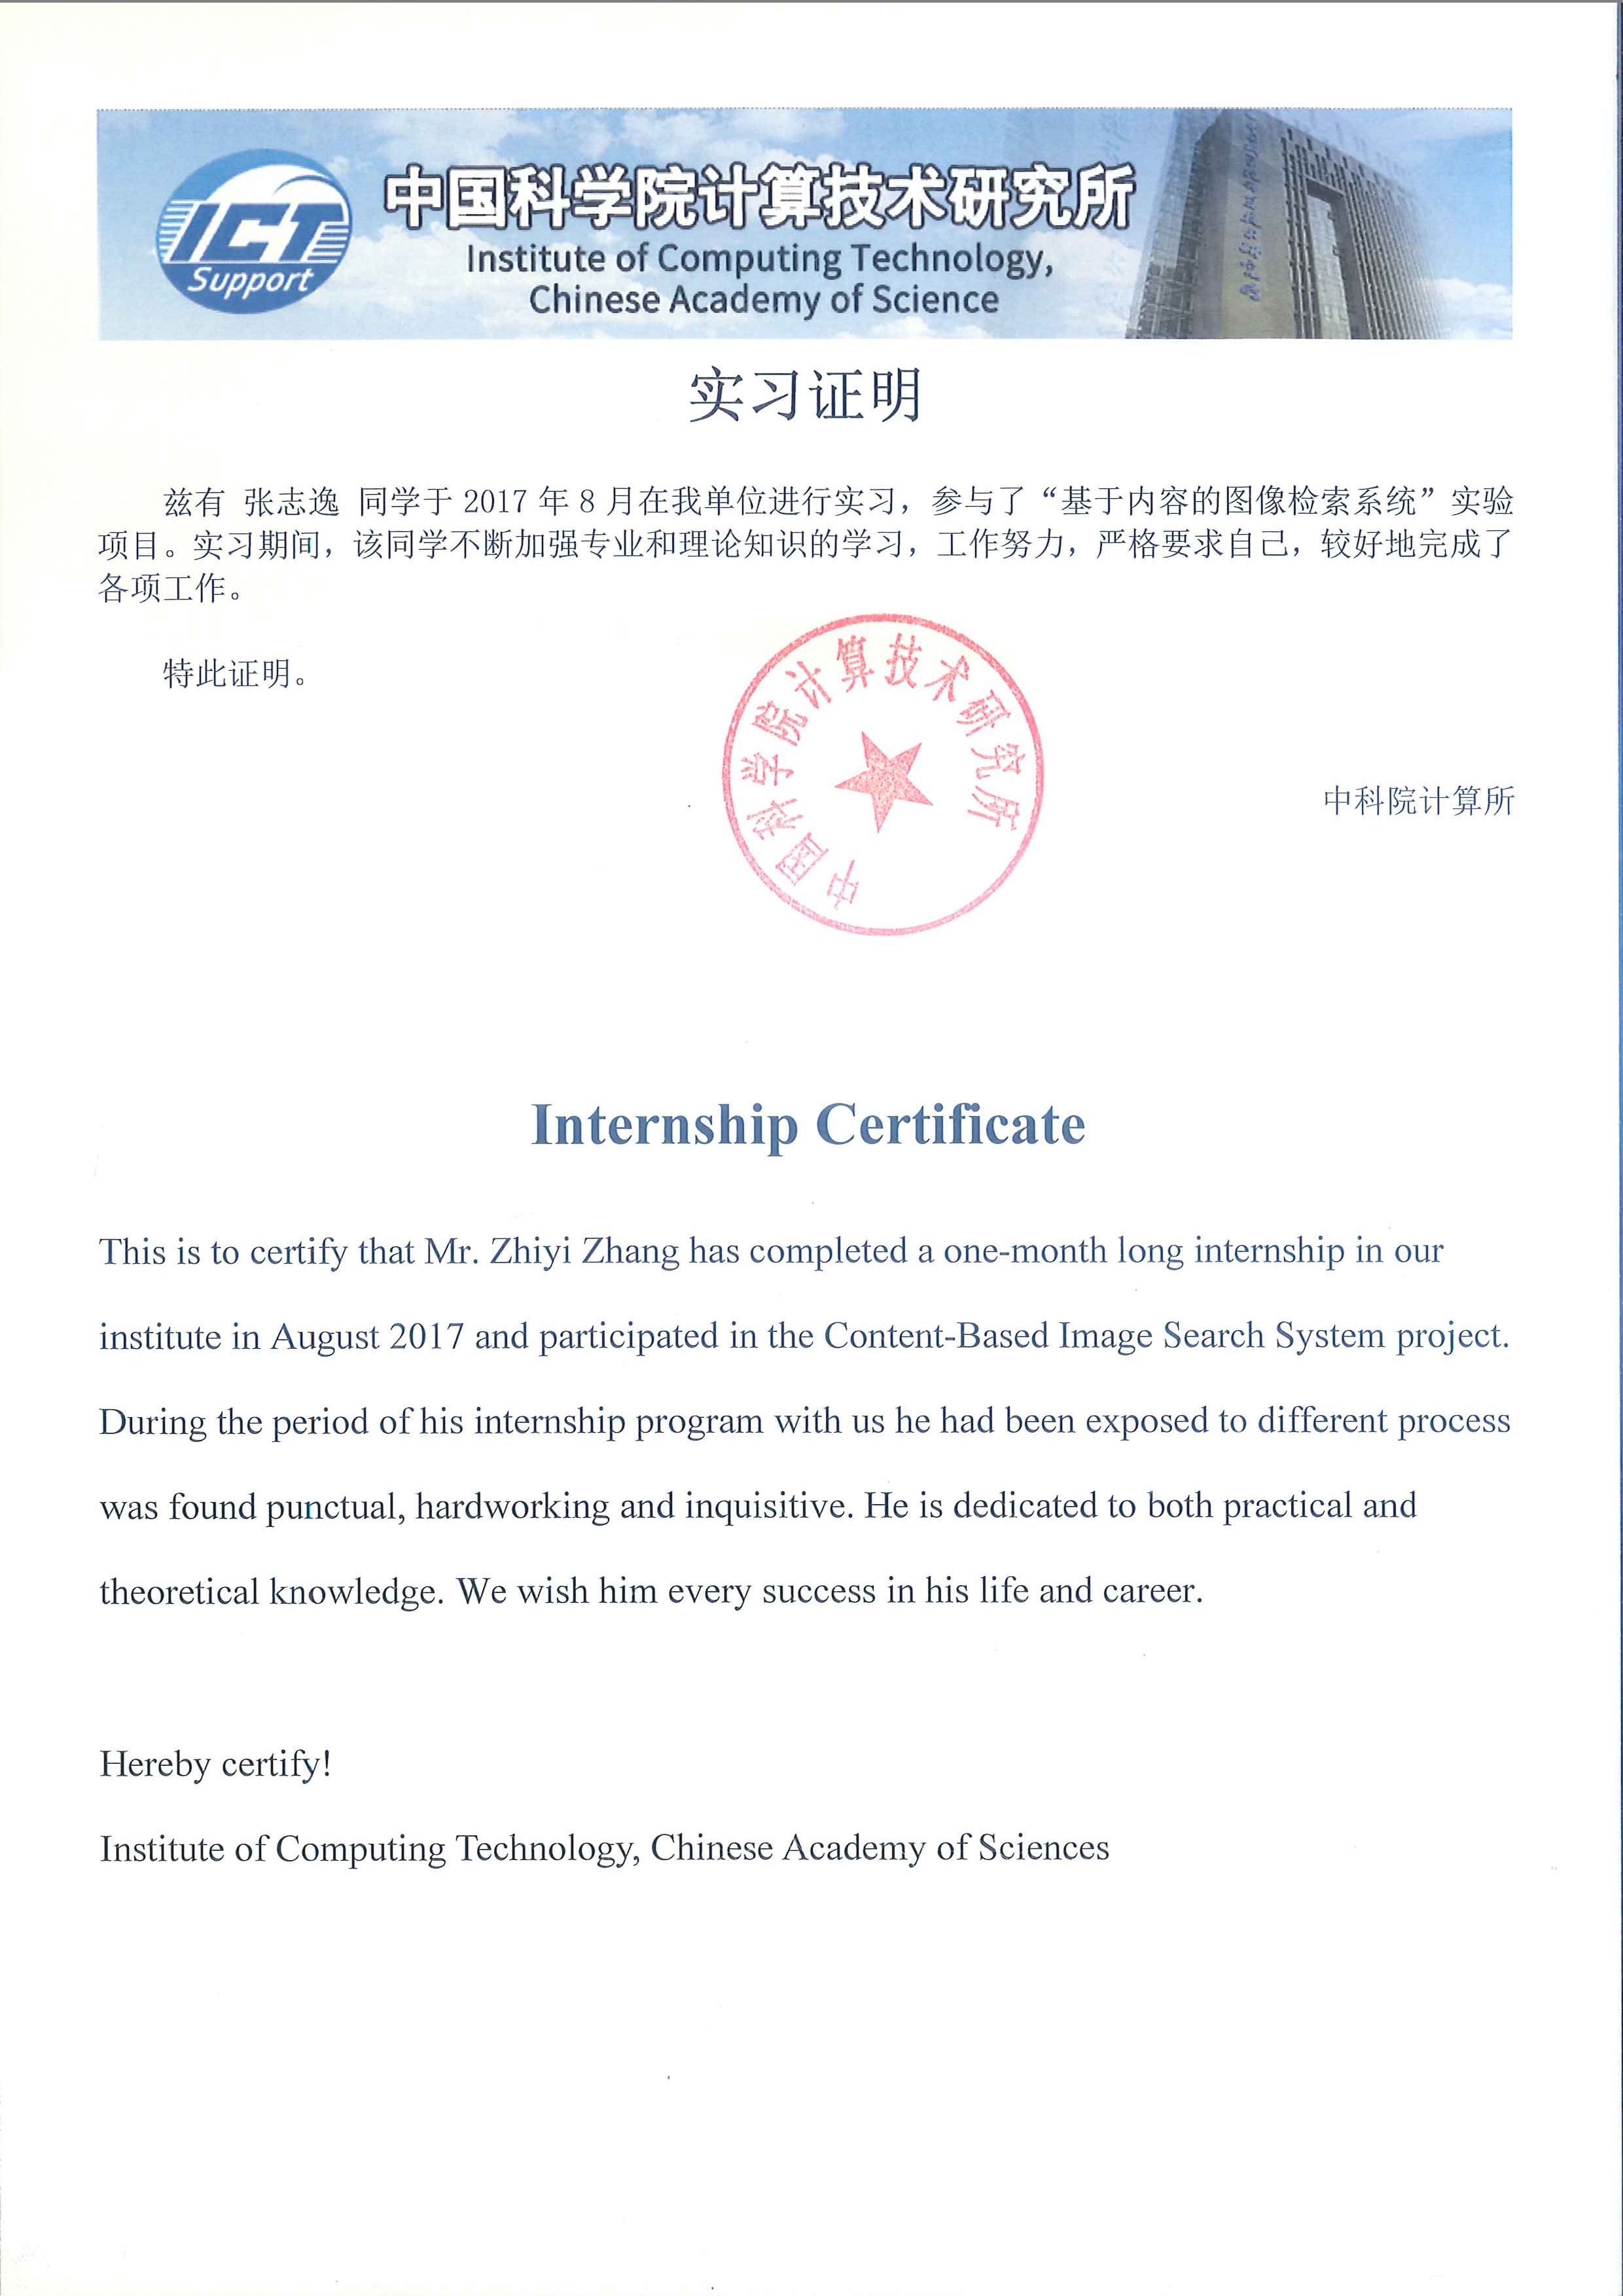 ICT
Support
中国科学院计算技术研究所
Institute of Computing Technology,
Chinese Academy of Science
实习证明
兹有 张志逸 同学于 2017 年 8 月在我单位进行实习，参与了“基于内容的图像检索系统”实验
项目。实习期间，该同学不断加强专业和理论知识的学习，工作努力，严格要求自己，较好地完成了
各项工作。
特此证明。
中国科学院计算技术研究所
中科院计算所
Internship Certificate
This is to certify that Mr. Zhiyi Zhang has completed a one-month long internship in our
institute in August 2017 and participated in the Content-Based Image Search System project.
During the period of his internship program with us he had been exposed to different process
was found punctual, hardworking and inquisitive. He is dedicated to both practical and
theoretical knowledge. We wish him every success in his life and career.
Hereby certify!
Institute of Computing Technology, Chinese Academy of Sciences